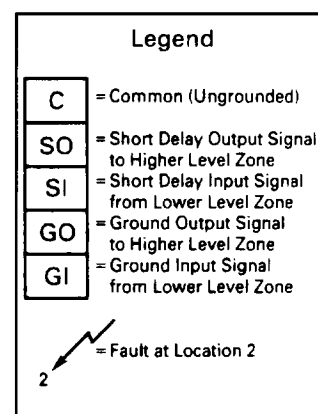 Legend
C = Common (Ungrounded)
SO = Short Delay Output Signal
to Higher Level Zone
SI = Short Delay Input Signal
from Lower Level Zone
GO = Ground Output Signal
to Higher Level Zone
GI = Ground Input Signal
from Lower Level Zone
= Fault at Location 2
2